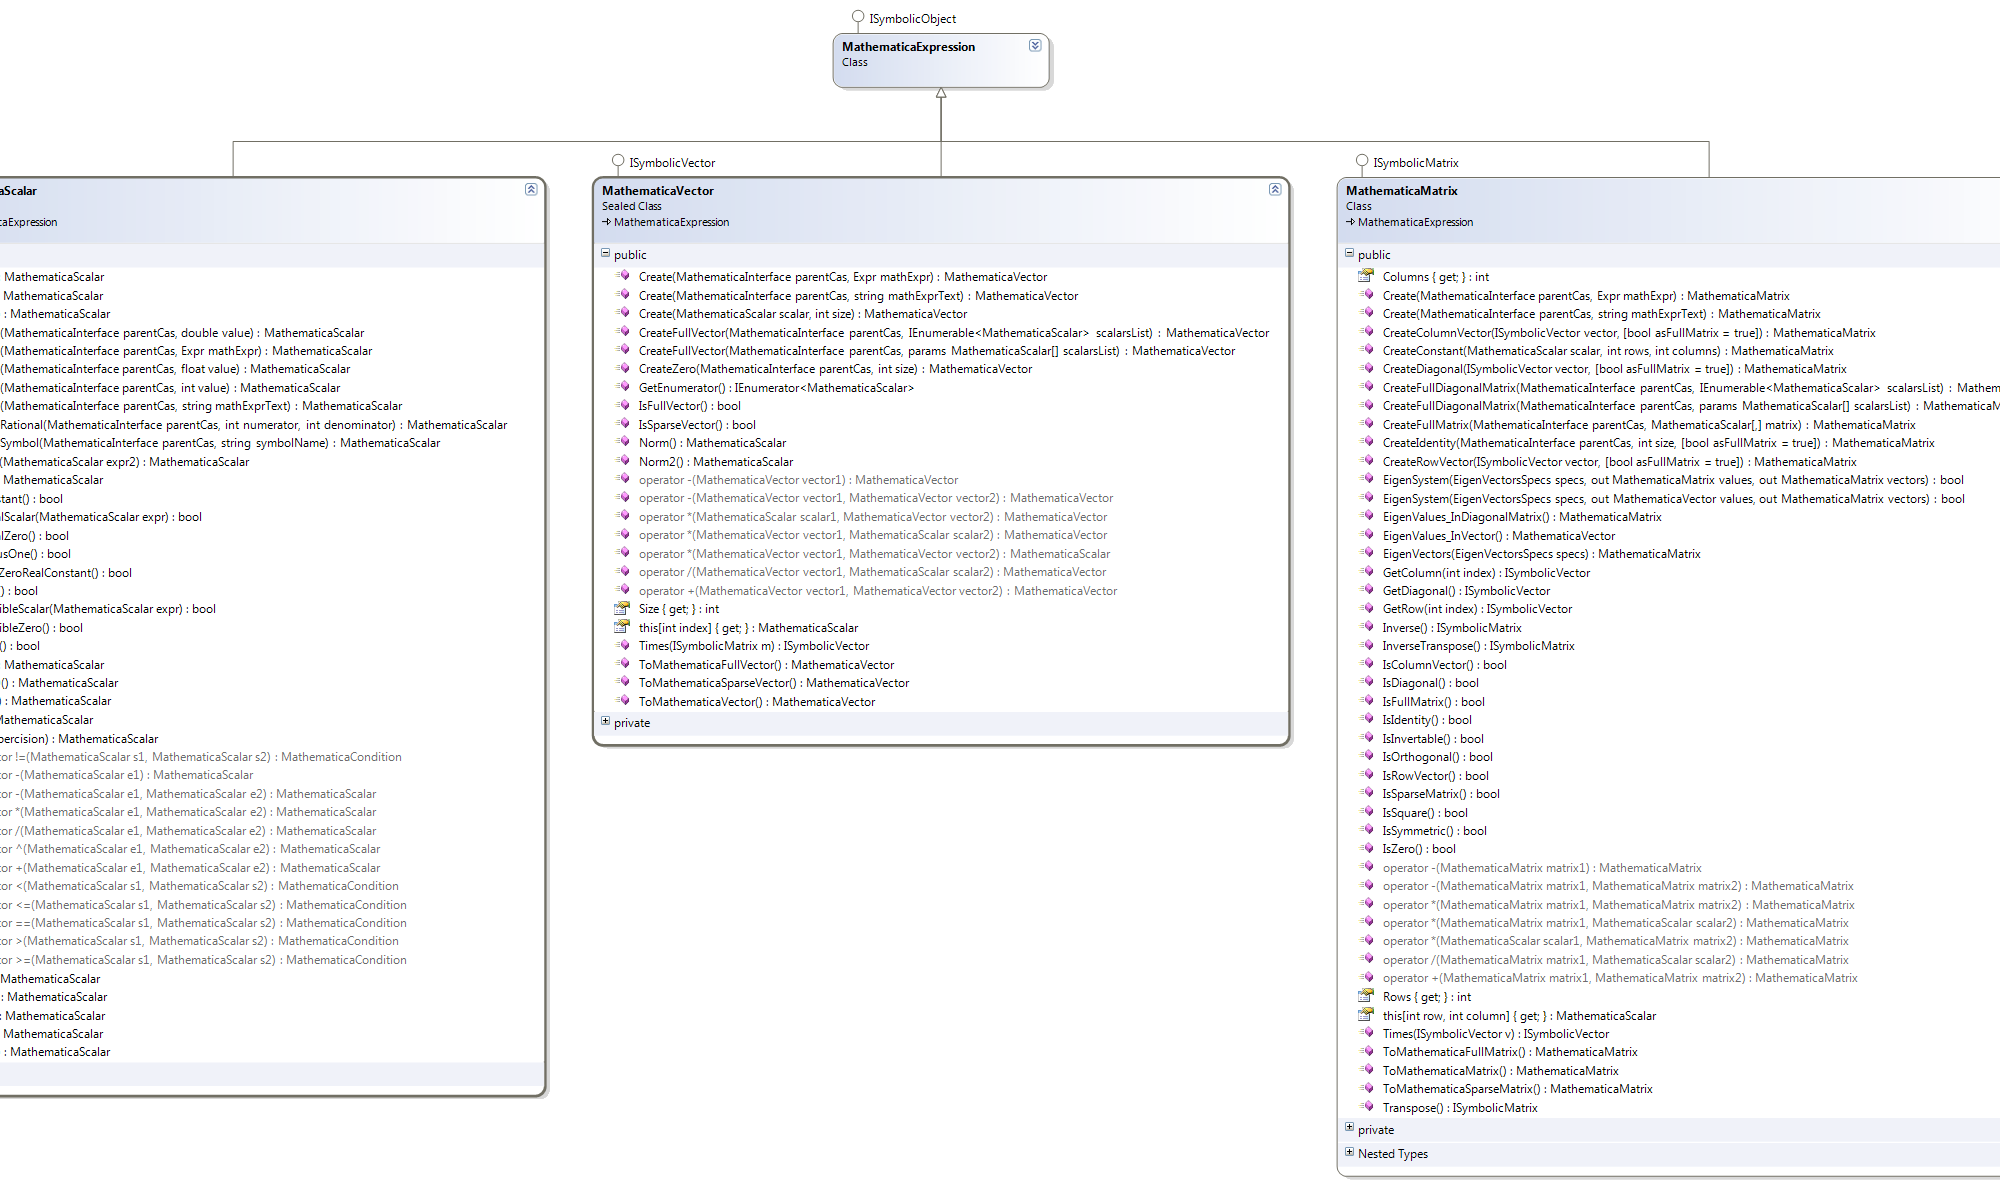 ISymbolicObject
MathematicaExpression
Class
aScalar
caExpression
MathematicaScalar
MathematicaScalar
) : MathematicaScalar
(MathematicaInterface parentCas, double value) : MathematicaScalar
(MathematicaInterface parentCas, Expr mathExpr) : MathematicaScalar
(MathematicaInterface parentCas, float value) : MathematicaScalar
(MathematicaInterface parentCas, int value) : MathematicaScalar
(MathematicaInterface parentCas, string mathExprText) : MathematicaScalar
Rational(MathematicaInterface parentCas, int numerator, int denominator) : MathematicaScalar
Symbol(MathematicaInterface parentCas, string symbolName) : MathematicaScalar
(MathematicaScalar expr2) : MathematicaScalar
MathematicaScalar
stant() : bool
lScalar(MathematicaScalar expr) : bool
lZero() : bool
usOne() : bool
ZeroRealConstant() : bool
) : bool
ibleScalar(MathematicaScalar expr) : bool
ibleZero() : bool
() : bool
MathematicaScalar
() : MathematicaScalar
) : MathematicaScalar
MathematicaScalar
percision) : MathematicaScalar
tor !=(MathematicaScalar s1, MathematicaScalar s2) : MathematicaCondition
tor -(MathematicaScalar e1) : MathematicaScalar
tor -(MathematicaScalar e1, MathematicaScalar e2) : MathematicaScalar
tor *(MathematicaScalar e1, MathematicaScalar e2) : MathematicaScalar
tor /(MathematicaScalar e1, MathematicaScalar e2) : MathematicaScalar
tor ^(MathematicaScalar e1, MathematicaScalar e2) : MathematicaScalar
tor +(MathematicaScalar e1, MathematicaScalar e2) : MathematicaScalar
tor <(MathematicaScalar s1, MathematicaScalar s2) : MathematicaCondition
tor <=(MathematicaScalar s1, MathematicaScalar s2) : MathematicaCondition
tor ==(MathematicaScalar s1, MathematicaScalar s2) : MathematicaCondition
tor >(MathematicaScalar s1, MathematicaScalar s2) : MathematicaCondition
tor >=(MathematicaScalar s1, MathematicaScalar s2) : MathematicaCondition
MathematicaScalar
: MathematicaScalar
: MathematicaScalar
MathematicaScalar
: MathematicaScalar
ISymbolicVector
MathematicaVector
Sealed Class
MathematicaExpression
public
Create(MathematicaInterface parentCas, Expr mathExpr) : MathematicaVector
Create(MathematicaInterface parentCas, string mathExprText) : MathematicaVector
Create(MathematicaScalar scalar, int size) : MathematicaVector
CreateFullVector(MathematicaInterface parentCas, IEnumerable<MathematicaScalar> scalarsList) : MathematicaVector
CreateFullVector(MathematicaInterface parentCas, params MathematicaScalar[] scalarsList) : MathematicaVector
CreateZero(MathematicaInterface parentCas, int size) : MathematicaVector
GetEnumerator() : IEnumerator<MathematicaScalar>
IsFullVector() : bool
IsSparseVector() : bool
Norm() : MathematicaScalar
Norm2() : MathematicaScalar
operator -(MathematicaVector vector1) : MathematicaVector
operator -(MathematicaVector vector1, MathematicaVector vector2) : MathematicaVector
operator *(MathematicaScalar scalar1, MathematicaVector vector2) : MathematicaVector
operator *(MathematicaVector vector1, MathematicaScalar scalar2) : MathematicaVector
operator *(MathematicaVector vector1, MathematicaVector vector2) : MathematicaScalar
operator /(MathematicaVector vector1, MathematicaScalar scalar2) : MathematicaVector
operator +(MathematicaVector vector1, MathematicaVector vector2) : MathematicaVector
Size { get; } : int
this[int index] { get; } : MathematicaScalar
Times(ISymbolicMatrix m) : ISymbolicVector
ToMathematicaFullVector() : MathematicaVector
ToMathematicaSparseVector() : MathematicaVector
ToMathematicaVector() : MathematicaVector
private
ISymbolicMatrix
MathematicaMatrix
Class
MathematicaExpression
public
Columns { get; } : int
Create(MathematicaInterface parentCas, Expr mathExpr) : MathematicaMatrix
Create(MathematicaInterface parentCas, string mathExprText) : MathematicaMatrix
CreateColumnVector(ISymbolicVector vector, [bool asFullMatrix = true]) : MathematicaMatrix
CreateConstant(MathematicaScalar scalar, int rows, int columns) : MathematicaMatrix
CreateDiagonal(ISymbolicVector vector, [bool asFullMatrix = true]) : MathematicaMatrix
CreateFullDiagonalMatrix(MathematicaInterface parentCas, IEnumerable<MathematicaScalar> scalarsList) : Mathem
CreateFullDiagonalMatrix(MathematicaInterface parentCas, params MathematicaScalar[] scalarsList) : MathematicaM
CreateFullMatrix(MathematicaInterface parentCas, MathematicaScalar[,] matrix) : MathematicaMatrix
CreateIdentity(MathematicaInterface parentCas, int size, [bool asFullMatrix = true]) : MathematicaMatrix
CreateRowVector(ISymbolicVector vector, [bool asFullMatrix = true]) : MathematicaMatrix
EigenSystem(EigenVectorsSpecs specs, out MathematicaMatrix values, out MathematicaMatrix vectors) : bool
EigenSystem(EigenVectorsSpecs specs, out MathematicaVector values, out MathematicaMatrix vectors) : bool
EigenValues_InDiagonalMatrix() : MathematicaMatrix
EigenValues_InVector() : MathematicaVector
EigenVectors(EigenVectorsSpecs specs) : MathematicaMatrix
GetColumn(int index) : ISymbolicVector
GetDiagonal() : ISymbolicVector
GetRow(int index) : ISymbolicVector
Inverse() : ISymbolicMatrix
InverseTranspose() : ISymbolicMatrix
IsColumnVector() : bool
IsDiagonal() : bool
IsFullMatrix() : bool
IsIdentity() : bool
IsInvertable() : bool
IsOrthogonal() : bool
IsRowVector() : bool
IsSparseMatrix() : bool
IsSquare() : bool
IsSymmetric() : bool
IsZero() : bool
operator -(MathematicaMatrix matrix1) : MathematicaMatrix
operator -(MathematicaMatrix matrix1, MathematicaMatrix matrix2) : MathematicaMatrix
operator *(MathematicaMatrix matrix1, MathematicaMatrix matrix2) : MathematicaMatrix
operator *(MathematicaMatrix matrix1, MathematicaScalar scalar2) : MathematicaMatrix
operator *(MathematicaScalar scalar1, MathematicaMatrix matrix2) : MathematicaMatrix
operator /(MathematicaMatrix matrix1, MathematicaScalar scalar2) : MathematicaMatrix
operator +(MathematicaMatrix matrix1, MathematicaMatrix matrix2) : MathematicaMatrix
Rows { get; } : int
this[int row, int column] { get; } : MathematicaScalar
Times(ISymbolicVector v) : ISymbolicVector
ToMathematicaFullMatrix() : MathematicaMatrix
ToMathematicaMatrix() : MathematicaMatrix
ToMathematicaSparseMatrix() : MathematicaMatrix
Transpose() : ISymbolicMatrix
private
Nested Types